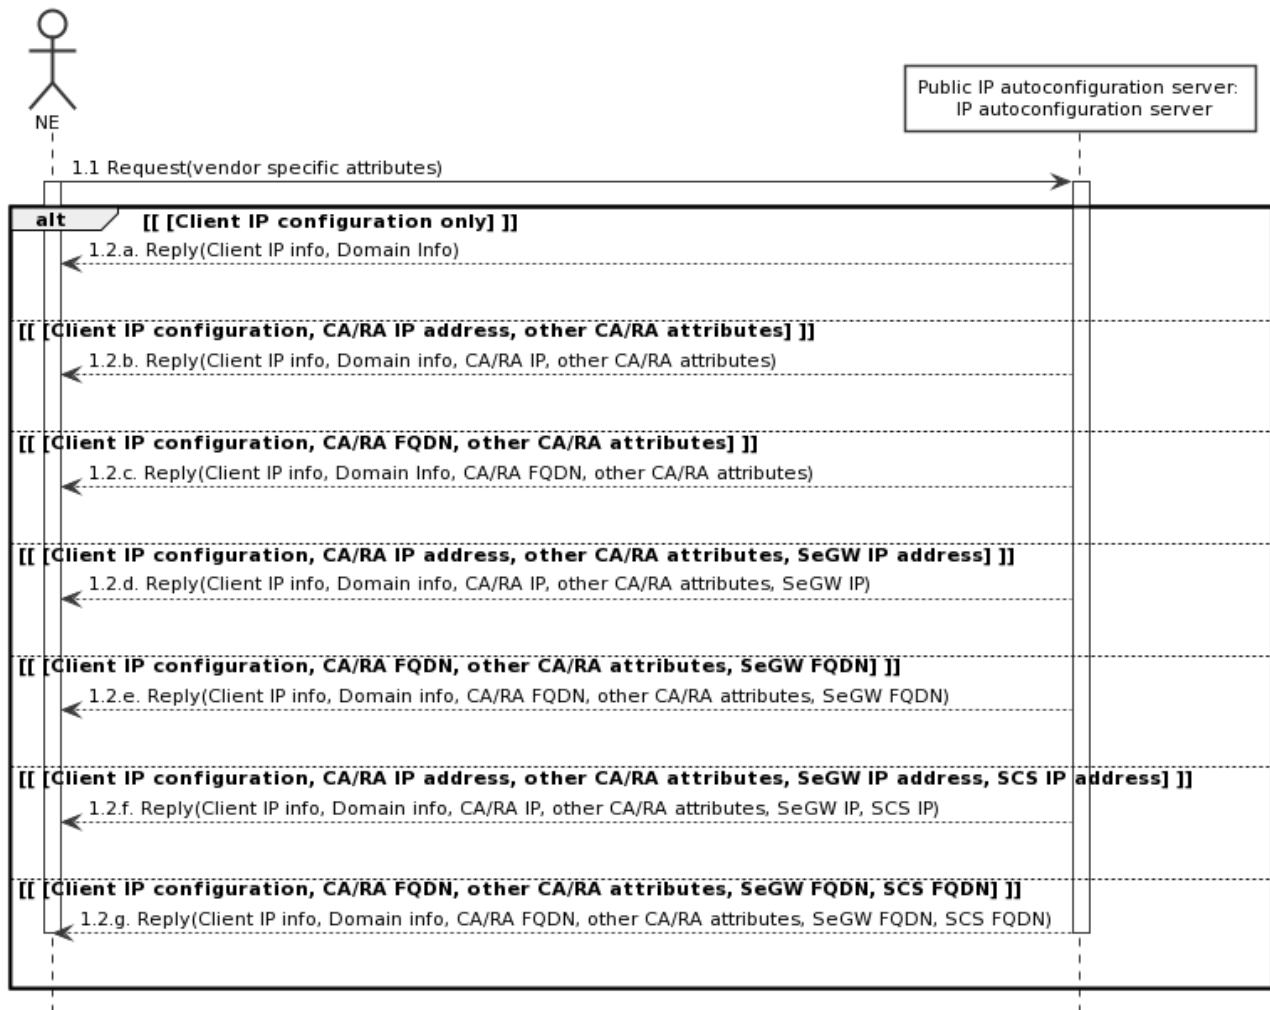 NE
Public IP autoconfiguration server:
IP autoconfiguration server
1.1 Request(vendor specific attributes)
alt
[[ [Client IP configuration only] ]]
1.2.a. Reply(Client IP info, Domain Info)
[[ [Client IP configuration, CA/RA IP address, other CA/RA attributes] ]]
1.2.b. Reply(Client IP info, Domain info, CA/RA IP, other CA/RA attributes)
[[ [Client IP configuration, CA/RA FQDN, other CA/RA attributes] ]]
1.2.c. Reply(Client IP info, Domain Info, CA/RA FQDN, other CA/RA attributes)
[[ [Client IP configuration, CA/RA IP address, other CA/RA attributes, SeGW IP address] ]]
1.2.d. Reply(Client IP info, Domain info, CA/RA IP, other CA/RA attributes, SeGW IP)
[[ [Client IP configuration, CA/RA FQDN, other CA/RA attributes, SeGW FQDN] ]]
1.2.e. Reply(Client IP info, Domain info, CA/RA FQDN, other CA/RA attributes, SeGW FQDN)
[[ [Client IP configuration, CA/RA IP address, other CA/RA attributes, SeGW IP address, SCS IP address] ]]
1.2.f. Reply(Client IP info, Domain info, CA/RA IP, other CA/RA attributes, SeGW IP, SCS IP)
[[ [Client IP configuration, CA/RA FQDN, other CA/RA attributes, SeGW FQDN, SCS FQDN] ]]
1.2.g. Reply(Client IP info, Domain info, CA/RA FQDN, other CA/RA attributes, SeGW FQDN, SCS FQDN)